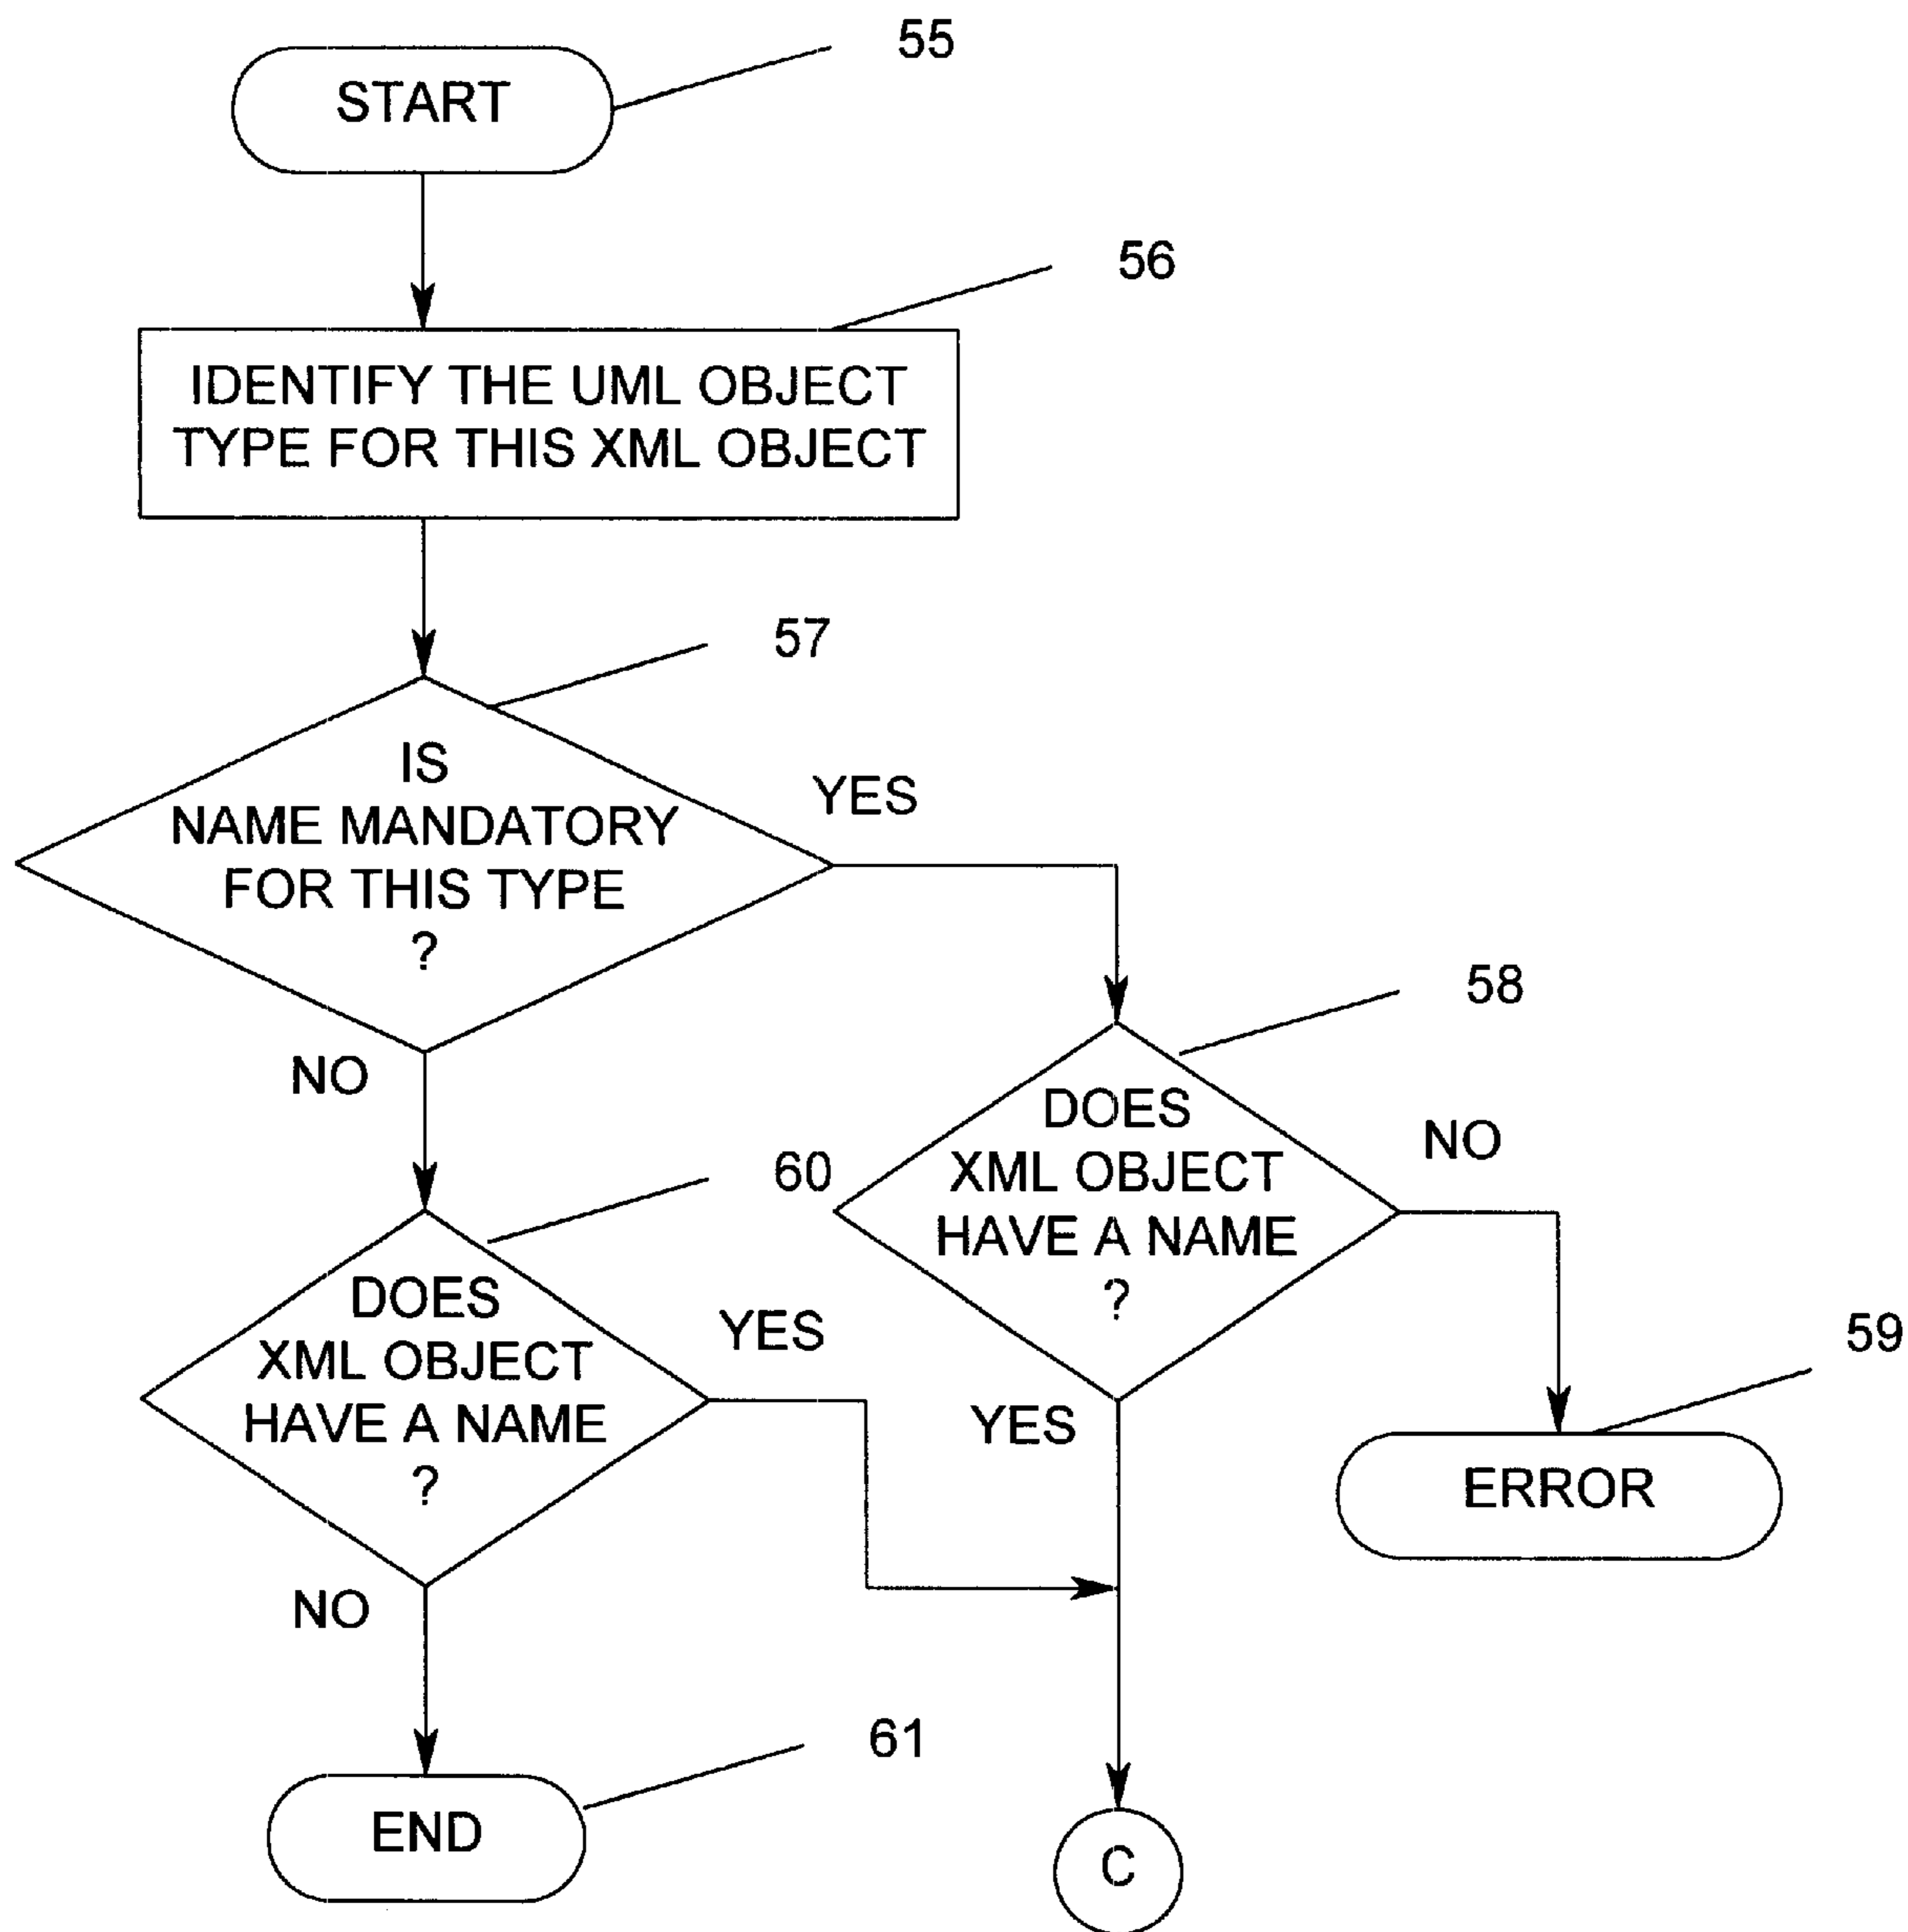 55
START
56
IDENTIFY THE UML OBJECT
TYPE FOR THIS XML OBJECT
57
IS
NAME MANDATORY
FOR THIS TYPE
?
YES
NO
58
DOES
XML OBJECT
HAVE A NAME
?
NO
YES
59
ERROR
60
DOES
XML OBJECT
HAVE A NAME
?
YES
NO
61
END
C